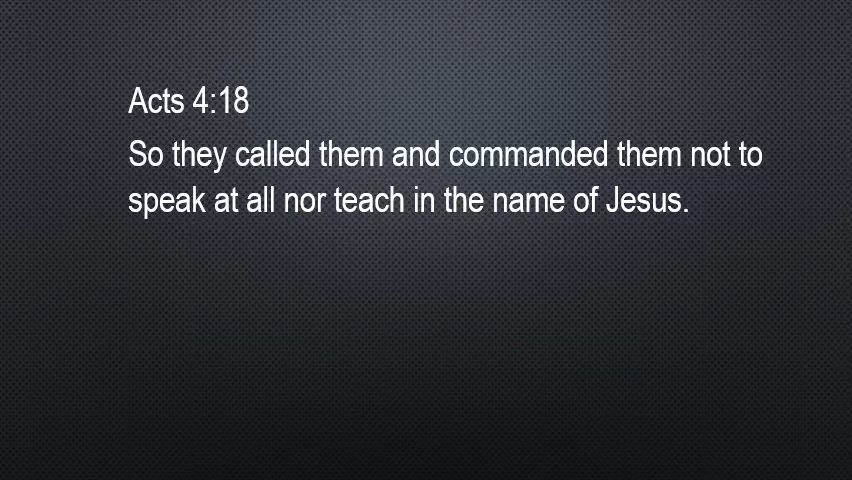 Acts 4:18
So they called them and commanded them not to
speak at all nor teach in the name of Jesus.